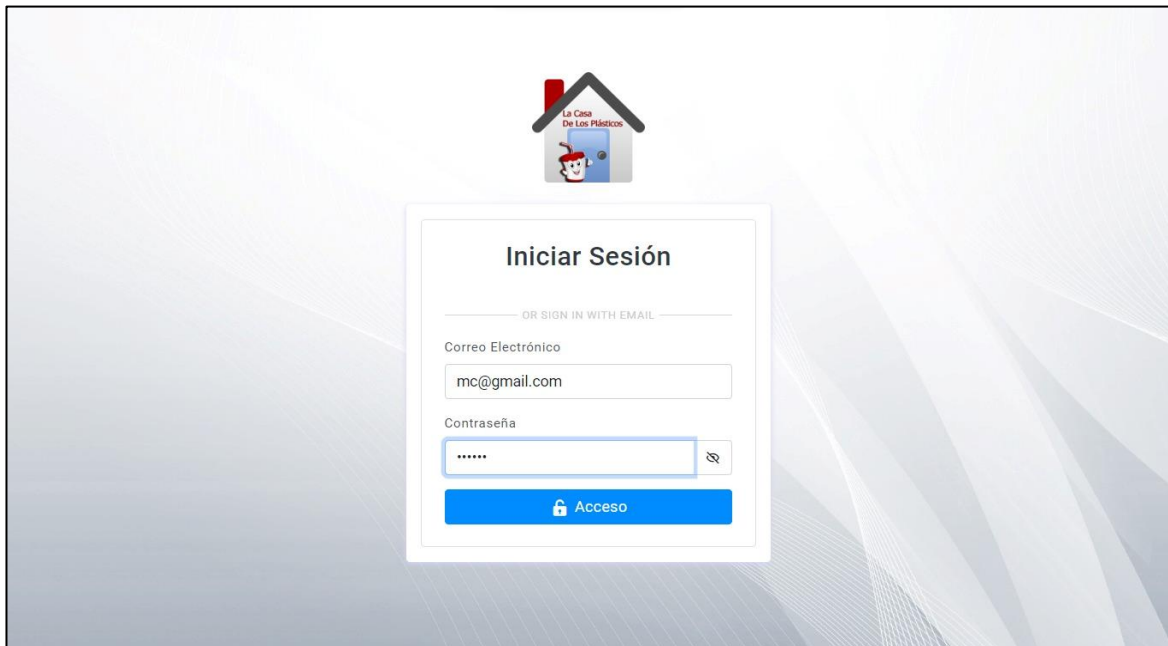 La Casa
De Los Plásticos
Iniciar Sesión
OR SIGN IN WITH EMAIL
Correo Electrónico
mc@gmail.com
Contraseña
••••••
Acceso